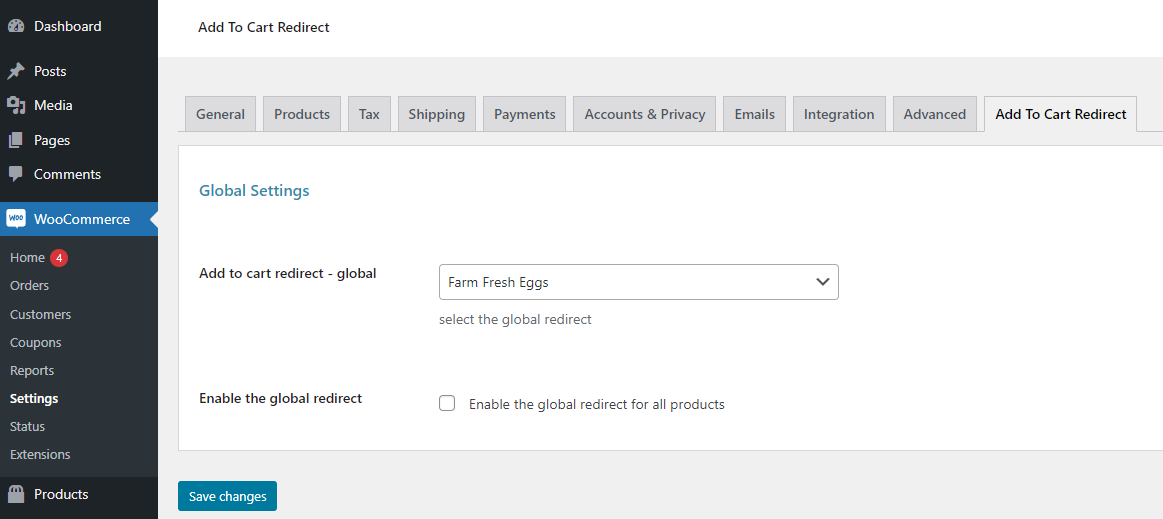 Dashboard
Posts
Media
Pages
Comments
woo WooCommerce
Home 4
Orders
Customers
Coupons
Reports
Settings
Status
Extensions
Products
Add To Cart Redirect
General Products Tax Shipping Payments Accounts & Privacy Emails Integration Advanced Add To Cart Redirect
Global Settings
Add to cart redirect - global Farm Fresh Eggs
select the global redirect
Enable the global redirect Enable the global redirect for all products
Save changes